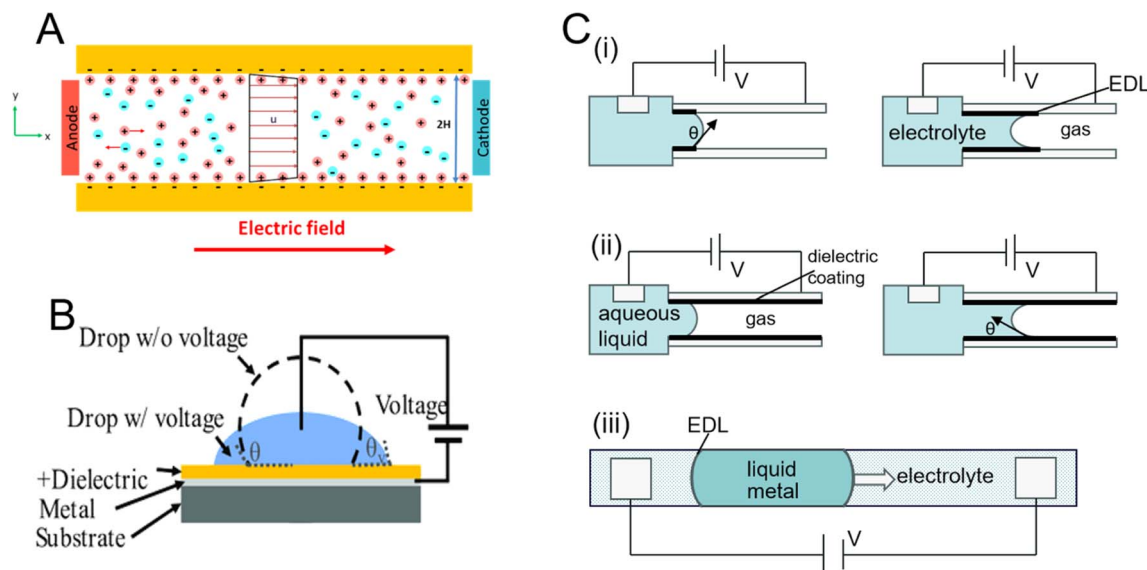 A
y
x
Anode
u
2H
Cathode
Electric field
B
Drop w/o voltage
Drop w/ voltage
Voltage
θ
θv
+Dielectric
Metal
Substrate
C
(i)
V
θ
V
EDL
electrolyte
gas
(ii)
V
dielectric
coating
aqueous
liquid
gas
V
θ
(iii)
EDL
liquid
metal
electrolyte
V